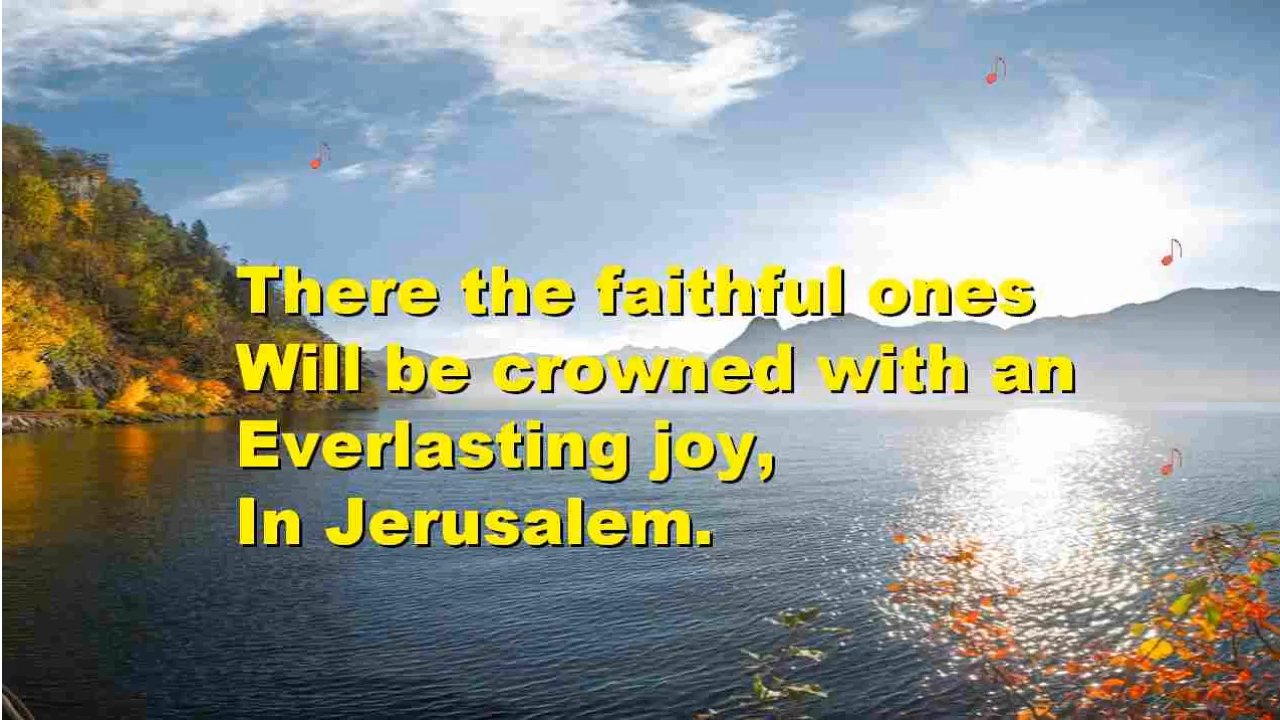 There the faithful ones
Will be crowned with an
Everlasting joy,
In Jerusalem.